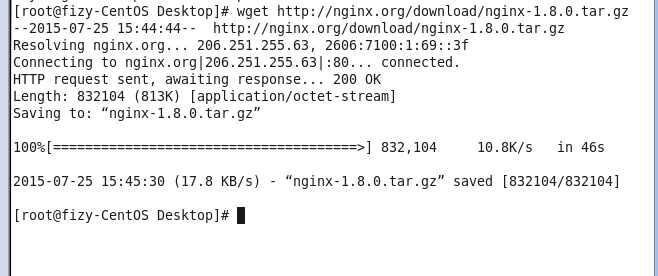 [root@fizy-CentOS Desktop]# wget http://nginx.org/download/nginx-1.8.0.tar.gz
--2015-07-25 15:44:44--  http://nginx.org/download/nginx-1.8.0.tar.gz
Resolving nginx.org... 206.251.255.63, 2606:7100:1:69::3f
Connecting to nginx.org|206.251.255.63|:80... connected.
HTTP request sent, awaiting response... 200 OK
Length: 832104 (813K) [application/octet-stream]
Saving to: “nginx-1.8.0.tar.gz”
100%[======================================>] 832,104     10.8K/s   in 46s
2015-07-25 15:45:30 (17.8 KB/s) - “nginx-1.8.0.tar.gz” saved [832104/832104]
[root@fizy-CentOS Desktop]#